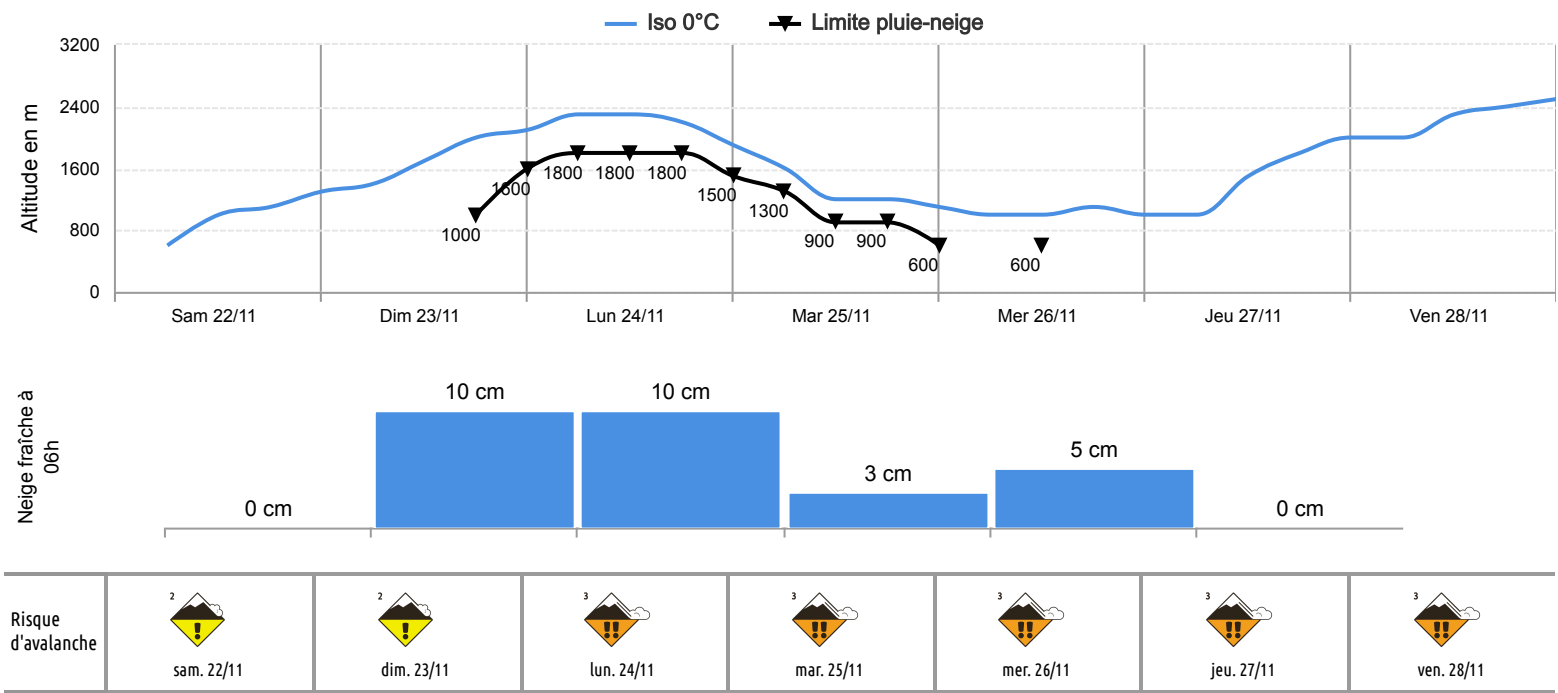 Iso 0°C Limite pluie-neige
Altitude en m
3200
2400
1600
800
0
1000
1600
1800
1800
1800
1500
1300
900
900
600
600
Sam 22/11 Dim 23/11 Lun 24/11 Mar 25/11 Mer 26/11 Jeu 27/11 Ven 28/11
Neige fraîche à
06h
0 cm
10 cm
10 cm
3 cm
5 cm
0 cm
Risque
d'avalanche
2 2 3 3 3 3 3
! ! !! !! !! !! !!
sam. 22/11 dim. 23/11 lun. 24/11 mar. 25/11 mer. 26/11 jeu. 27/11 ven. 28/11